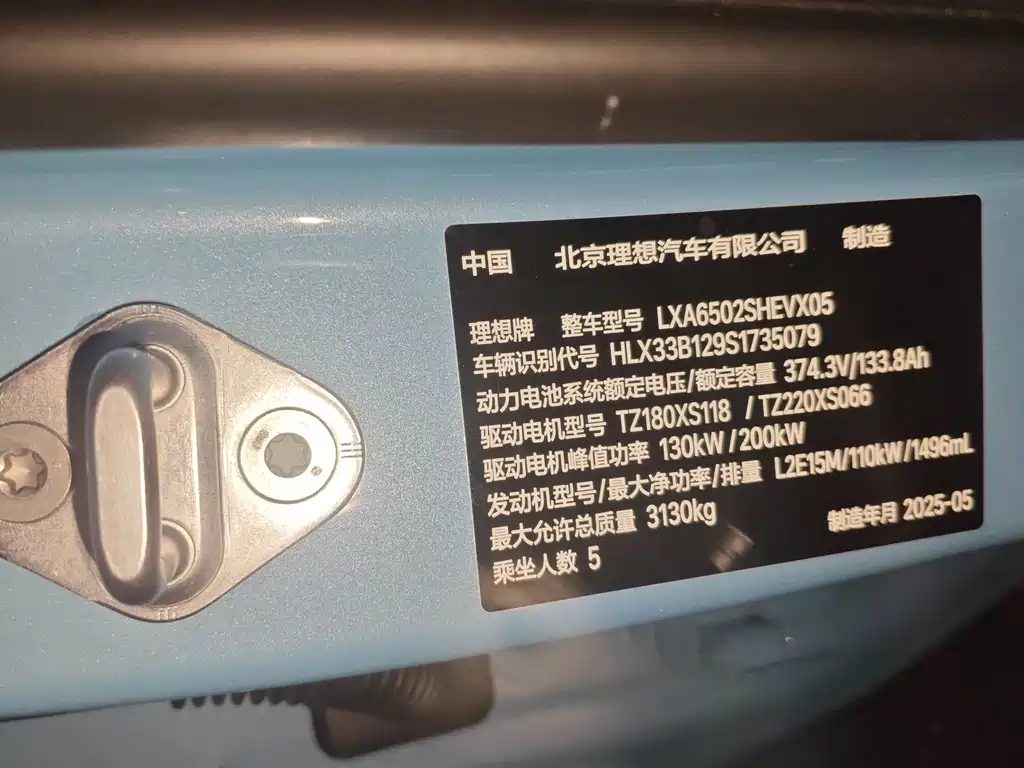 中国 北京理想汽车有限公司 制造
理想牌 整车型号 LXA6502SHEVX05
车辆识别代号 HLX33B129S1735079
动力电池系统额定电压/额定容量 374.3V/133.8Ah
驱动电机型号 TZ180XS118 /TZ220XS066
驱动电机峰值功率 130kW/200kW
发动机型号/最大净功率/排量 L2E15M/110kW/1496mL
最大允许总质量 3130kg 制造年月 2025-05
乘坐人数 5